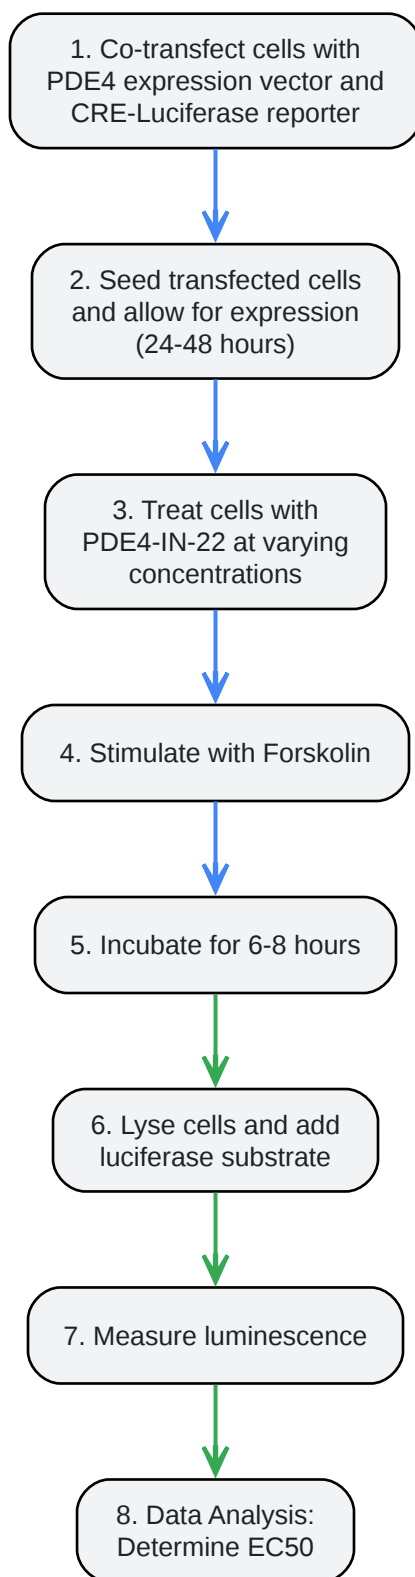 1. Co-transfect cells with
PDE4 expression vector and
CRE-Luciferase reporter
2. Seed transfected cells
and allow for expression
(24-48 hours)
3. Treat cells with
PDE4-IN-22 at varying
concentrations
4. Stimulate with Forskolin
5. Incubate for 6-8 hours
6. Lyse cells and add
luciferase substrate
7. Measure luminescence
8. Data Analysis:
Determine EC50